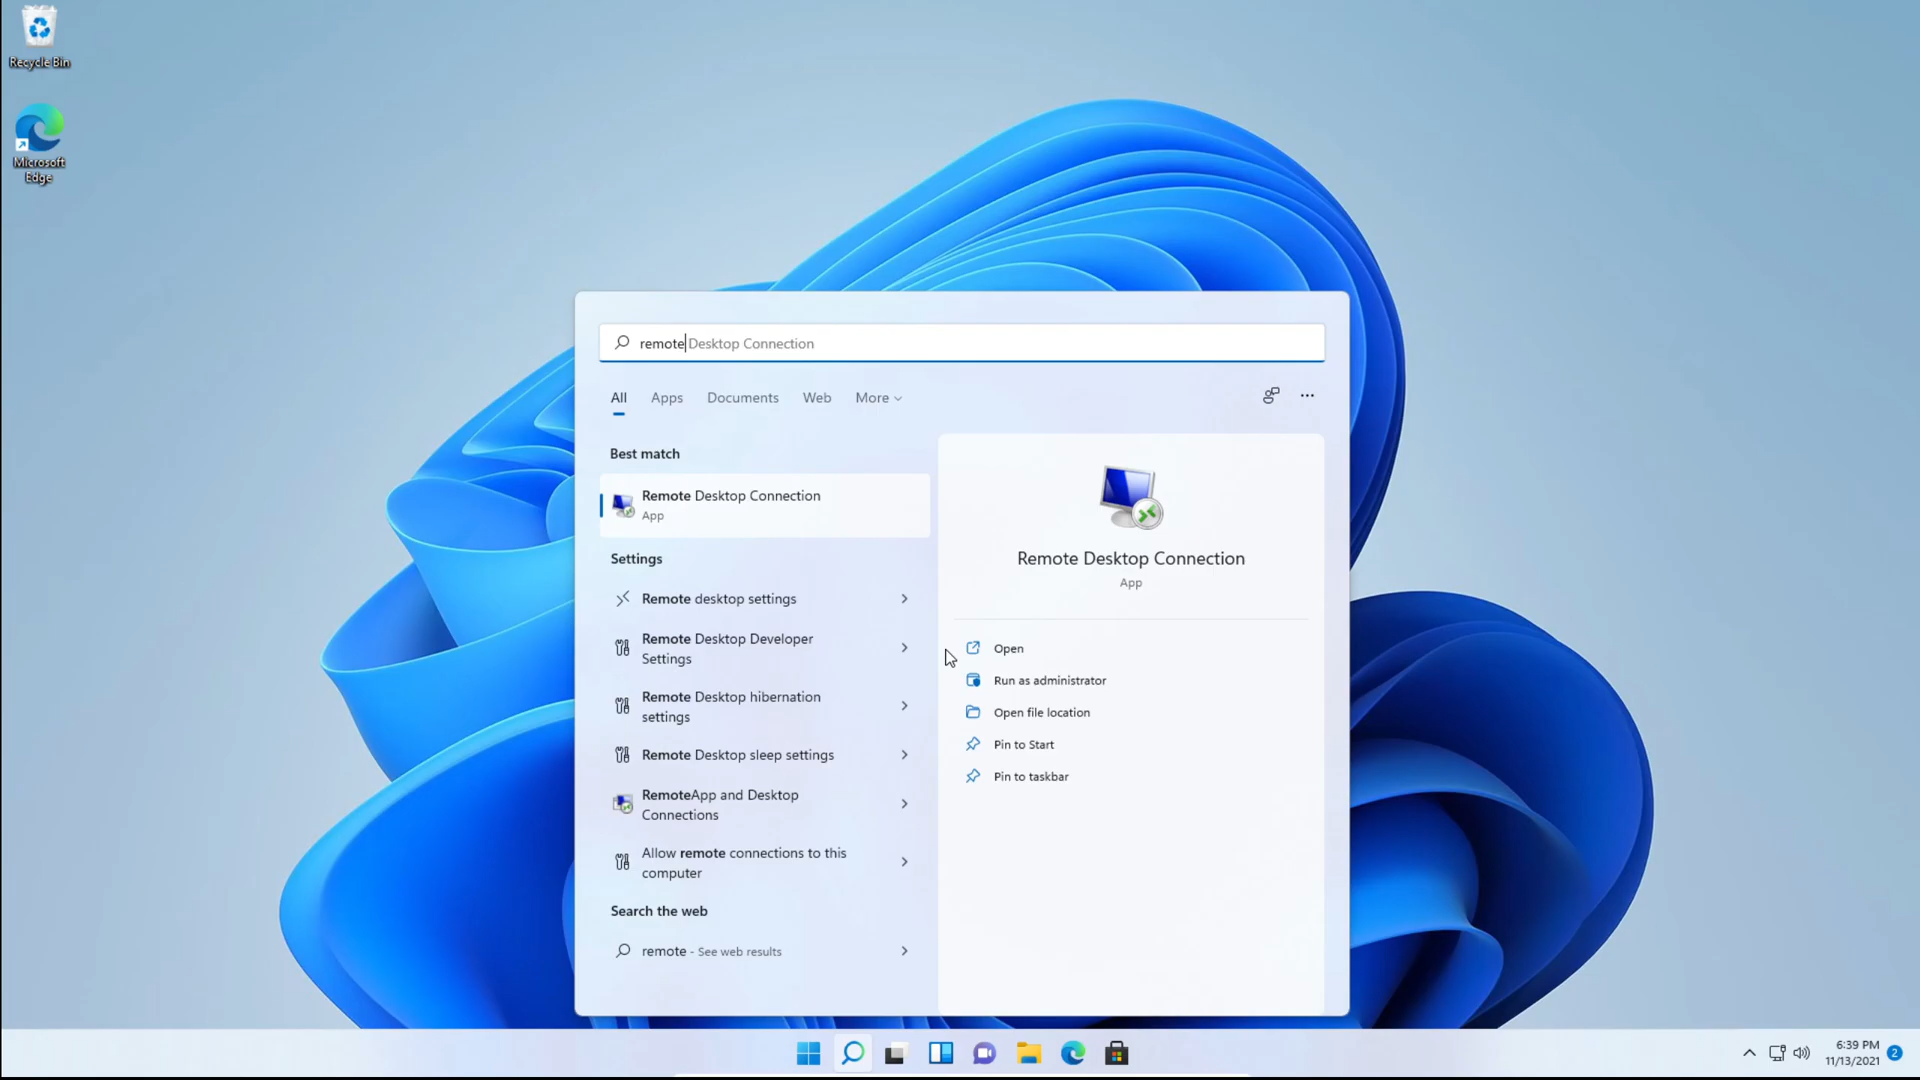 Recycle Bin
Microsoft
Edge
remote Desktop Connection
All Apps Documents Web More
Best match
Remote Desktop Connection
App
Settings
Remote desktop settings
Remote Desktop Developer
Settings
Remote Desktop hibernation
settings
Remote Desktop sleep settings
RemoteApp and Desktop
Connections
Allow remote connections to this
computer
Search the web
remote - See web results
Remote Desktop Connection
App
Open
Run as administrator
Open file location
Pin to Start
Pin to taskbar
6:39 PM
11/13/2021
2